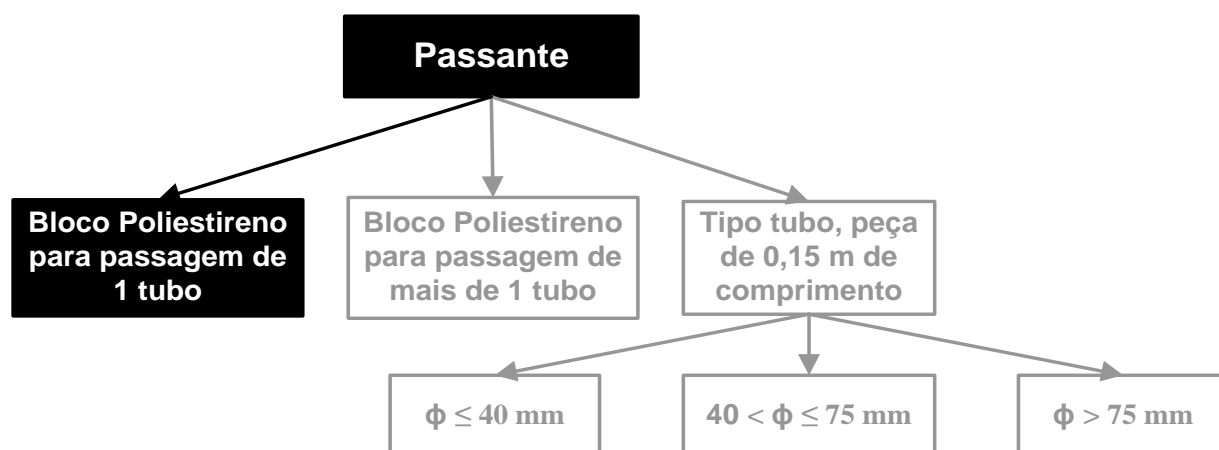 Passante
Bloco Poliestireno
para passagem de
1 tubo
Bloco Poliestireno
para passagem de
mais de 1 tubo
Tipo tubo, peça
de 0,15 m de
comprimento
ϕ ≤ 40 mm
40 < ϕ ≤ 75 mm
ϕ > 75 mm